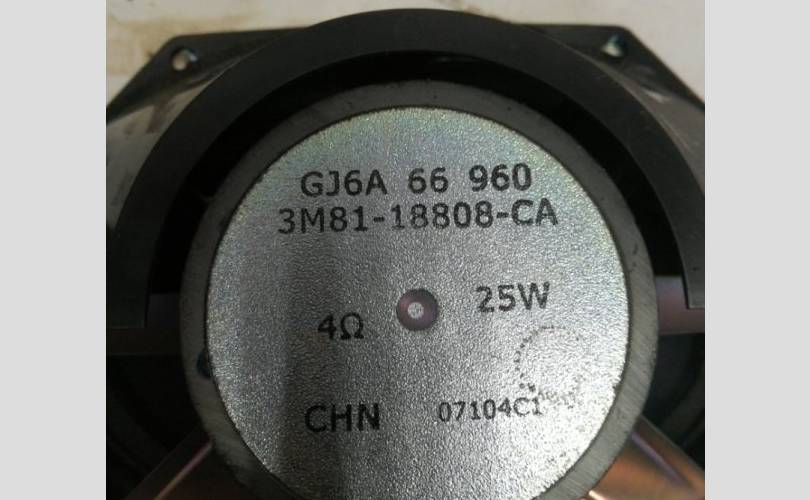 GJ6A 66 960
3M81-18808-CA
4Ω 25W
CHN 07104C1